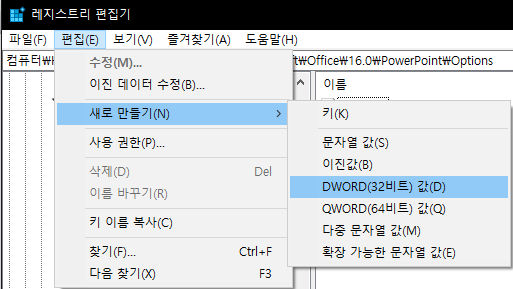 레지스트리 편집기
파일(F) 편집(E) 보기(V) 즐겨찾기(A) 도움말(H)
컴퓨터₩ ft₩Office₩16.0₩PowerPoint₩Options
수정(M)...
이진 데이터 수정(B)...
이름
새로 만들기(N)
키(K)
사용 권한(P)...
문자열 값(S)
이진값(B)
삭제(D) Del
DWORD(32비트) 값(D)
이름 바꾸기(R)
QWORD(64비트) 값(Q)
키 이름 복사(C)
다중 문자열 값(M)
찾기(F)... Ctrl+F
확장 가능한 문자열 값(E)
다음 찾기(X) F3